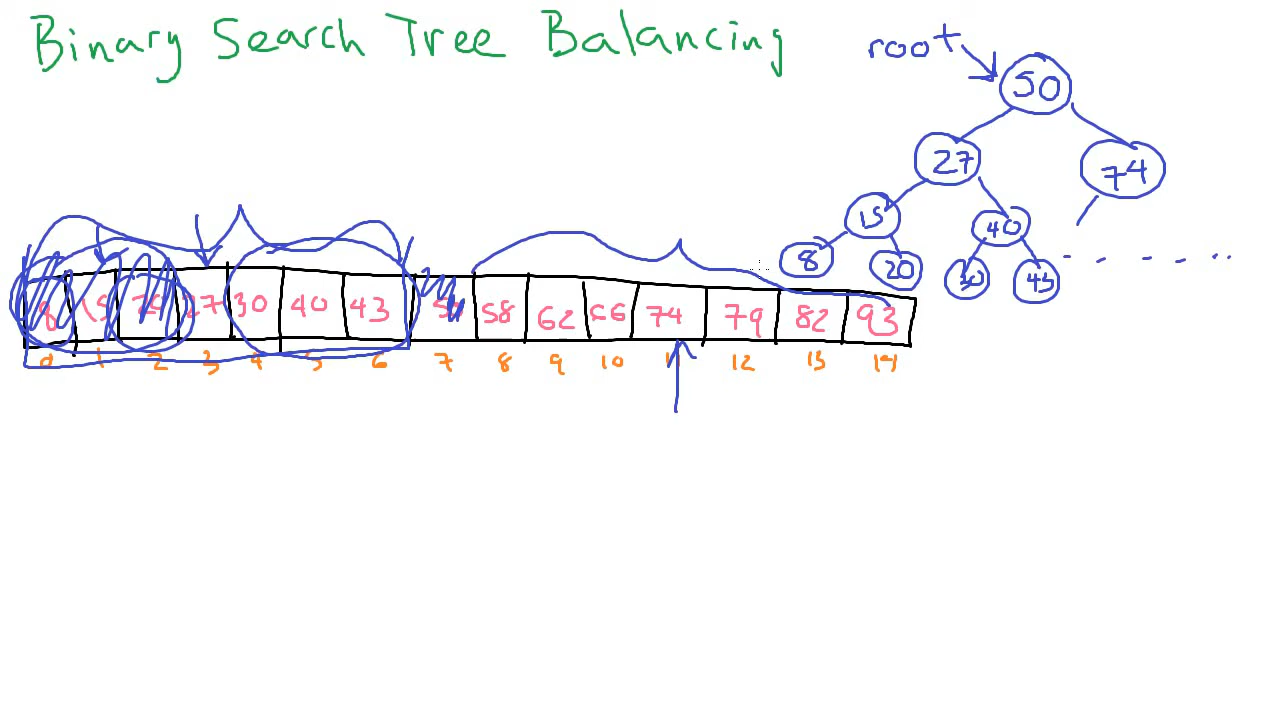 Binary Search Tree Balancing
root
50
27 74
15 40
8 20 30 43
8 15 20 27 30 40 43 50 58 62 66 74 79 82 93
0 1 2 3 4 5 6 7 8 9 10 11 12 13 14